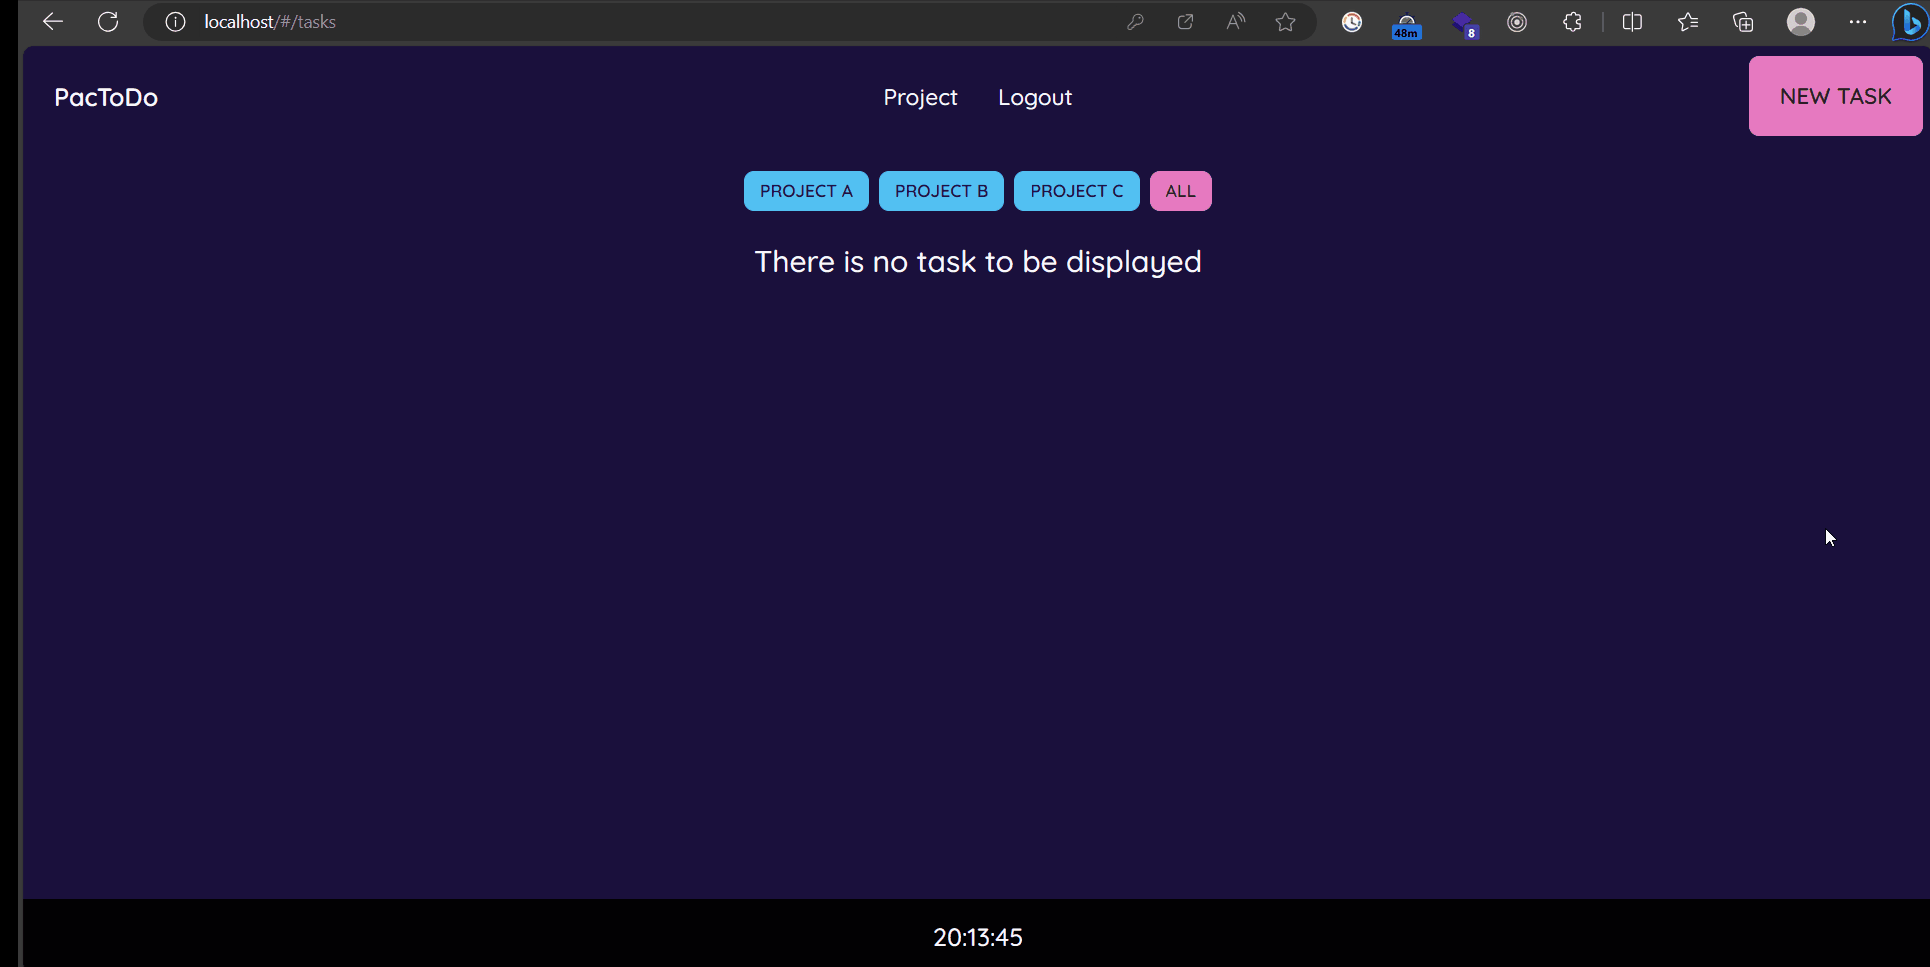 localhost/#/tasks
48m
8
PacToDo
Project
Logout
NEW TASK
PROJECT A
PROJECT B
PROJECT C
ALL
There is no task to be displayed
20:13:45